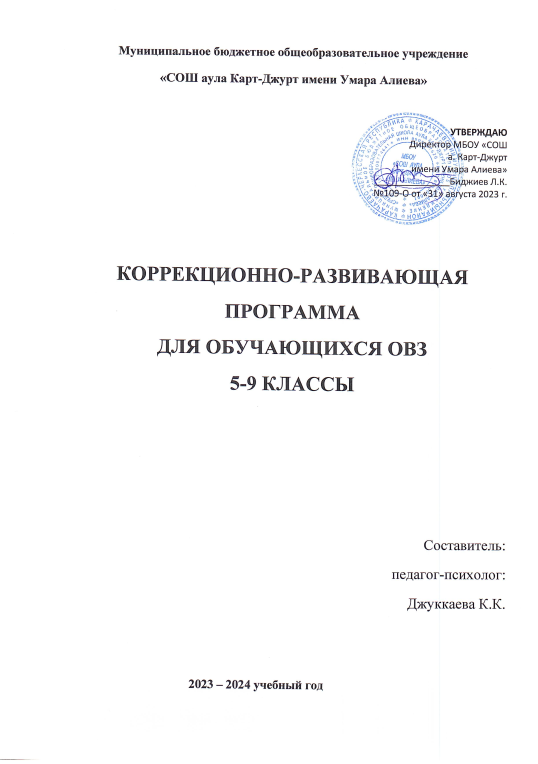 Муниципальное бюджетное общеобразовательное учреждение
«СОШ аула Карт-Джурт имени Умара Алиева»
УТВЕРЖДАЮ
Директор МБОУ «СОШ
а. Карт-Джурт
имени Умара Алиева»
Биджиев Л.К.
№109-О от «31» августа 2023 г.
КОРРЕКЦИОННО-РАЗВИВАЮЩАЯ
ПРОГРАММА
ДЛЯ ОБУЧАЮЩИХСЯ ОВЗ
5-9 КЛАССЫ
Составитель:
педагог-психолог:
Джуккаева К.К.
2023 – 2024 учебный год